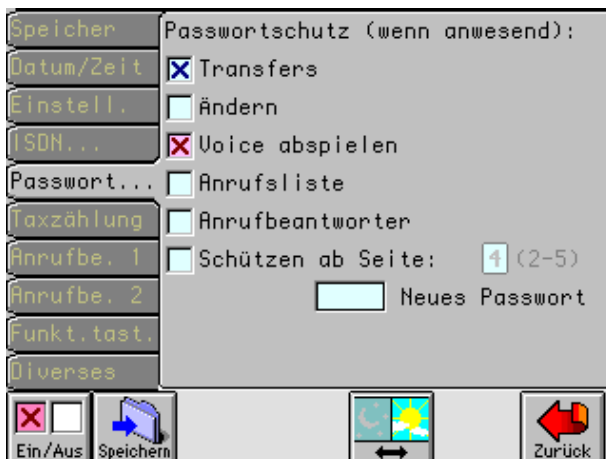 Speicher
Datum/Zeit
Einstell.
ISDN...
Passwort...
Taxzählung
Anrufbe. 1
Anrufbe. 2
Funkt.tast.
Diverses
Passwortschutz (wenn anwesend):
Transfers
Ändern
Voice abspielen
Anrufsliste
Anrufbeantworter
Schützen ab Seite: 4 (2-5)
Neues Passwort
Ein/Aus
Speichern
Zurück